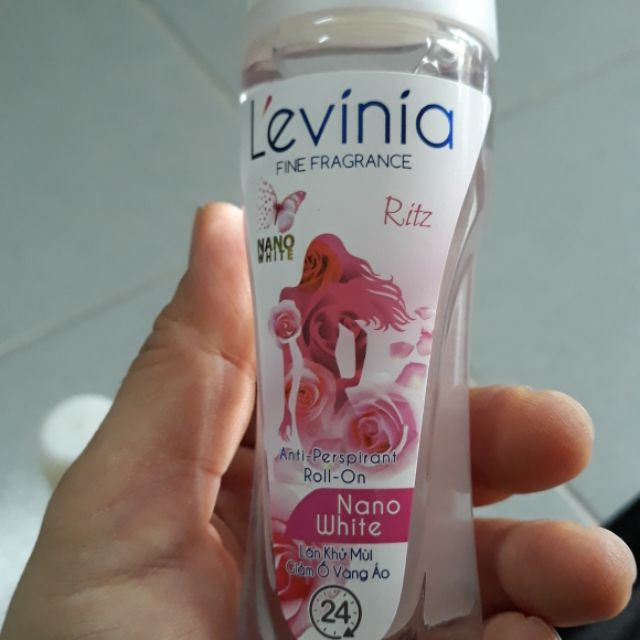 L'evinia
FINE FRAGRANCE
Ritz
NANO
WHITE
Anti-Perspirant
Roll-On
Nano
White
Lăn Khử Mùi
Giảm Ố Vàng Áo
24